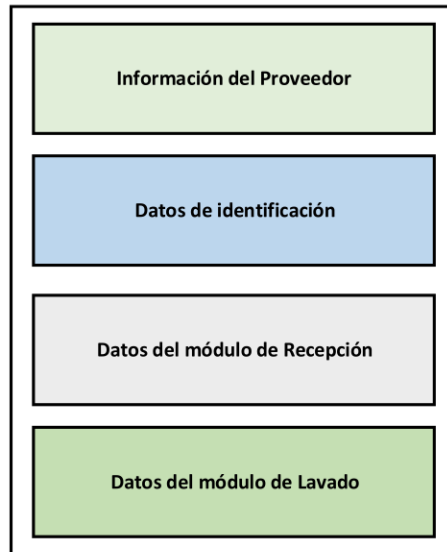 Información del Proveedor
Datos de identificación
Datos del módulo de Recepción
Datos del módulo de Lavado